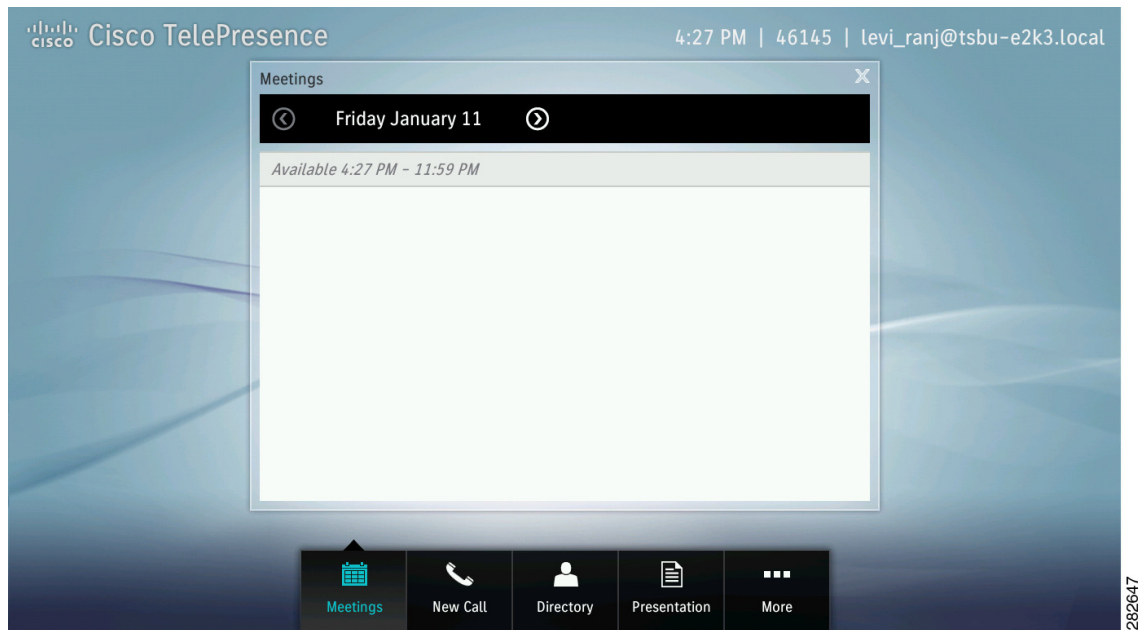 cisco Cisco TelePresence
4:27 PM | 46145 | levi_ranj@tsbu-e2k3.local
Meetings
Friday January 11
Available 4:27 PM - 11:59 PM
Meetings
New Call
Directory
Presentation
More
282647